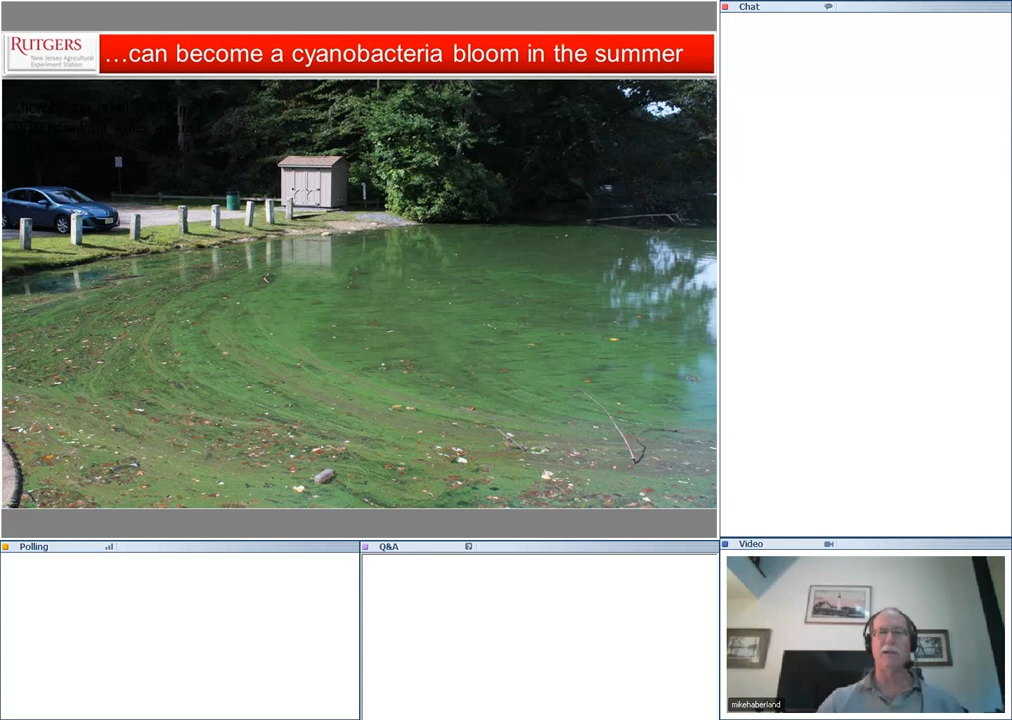 RUTGERS
New Jersey Agricultural
Experiment Station
…can become a cyanobacteria bloom in the summer
Chat
Polling
Q&A
Video
mikehaberland